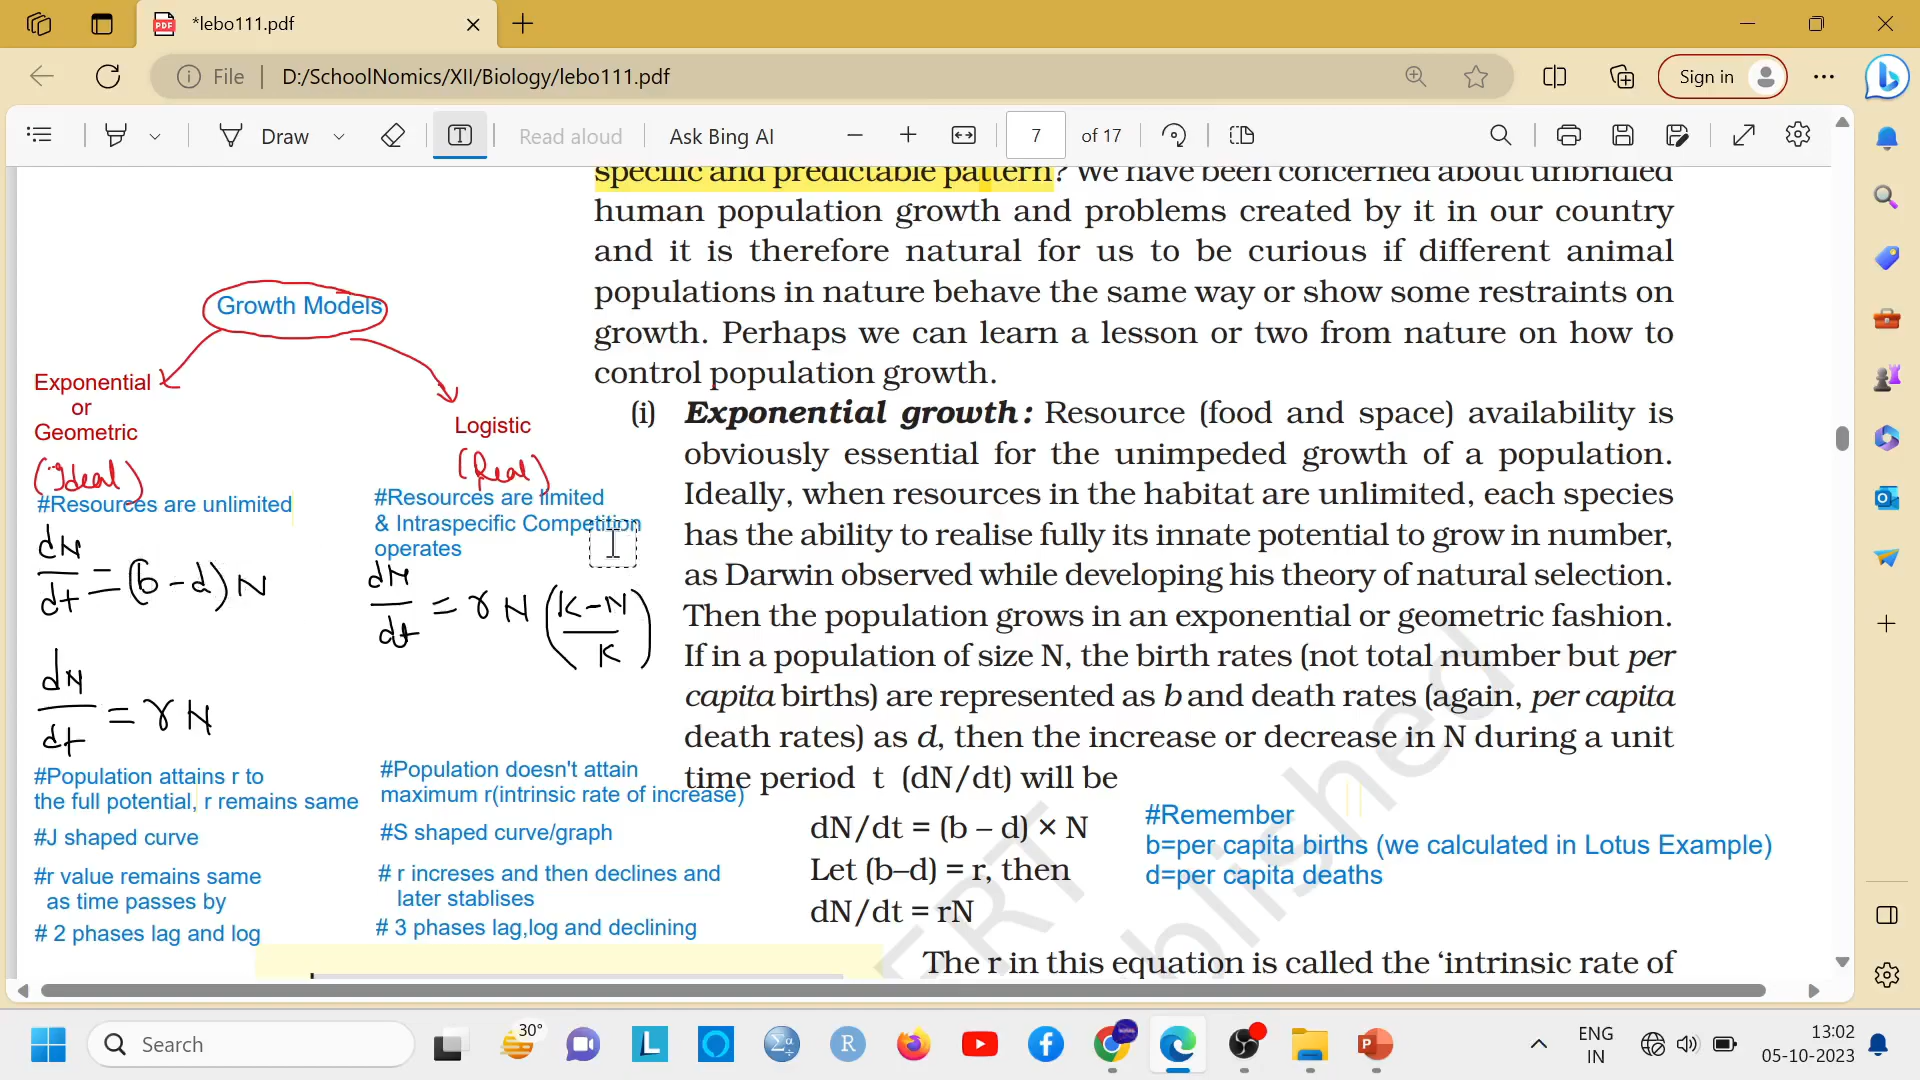 *lebo111.pdf
File
D:/SchoolNomics/XII/Biology/lebo111.pdf
Sign in
Draw
Read aloud
Ask Bing AI
7 of 17
specific and predictable pattern? We have been concerned about unbridled
human population growth and problems created by it in our country
and it is therefore natural for us to be curious if different animal
populations in nature behave the same way or show some restraints on
growth. Perhaps we can learn a lesson or two from nature on how to
control population growth.
(i) Exponential growth: Resource (food and space) availability is
obviously essential for the unimpeded growth of a population.
Ideally, when resources in the habitat are unlimited, each species
has the ability to realise fully its innate potential to grow in number,
as Darwin observed while developing his theory of natural selection.
Then the population grows in an exponential or geometric fashion.
If in a population of size N, the birth rates (not total number but per
capita births) are represented as b and death rates (again, per capita
death rates) as d, then the increase or decrease in N during a unit
time period t (dN/dt) will be
dN/dt = (b – d) × N
Let (b–d) = r, then
dN/dt = rN
The r in this equation is called the ‘intrinsic rate of
#Remember
b=per capita births (we calculated in Lotus Example)
d=per capita deaths
Growth Models
Exponential
or
Geometric
(Ideal)
#Resources are unlimited
dN/dt = (b-d)N
dN/dt = rN
#Population attains r to
the full potential, r remains same
#J shaped curve
#r value remains same
as time passes by
# 2 phases lag and log
Logistic
(Real)
#Resources are limited
& Intraspecific Competition
operates
dN/dt = rN(K-N/K)
#Population doesn't attain
maximum r(intrinsic rate of increase)
#S shaped curve/graph
# r increses and then declines and
later stablises
# 3 phases lag,log and declining
Search
30°
ENG
IN
13:02
05-10-2023